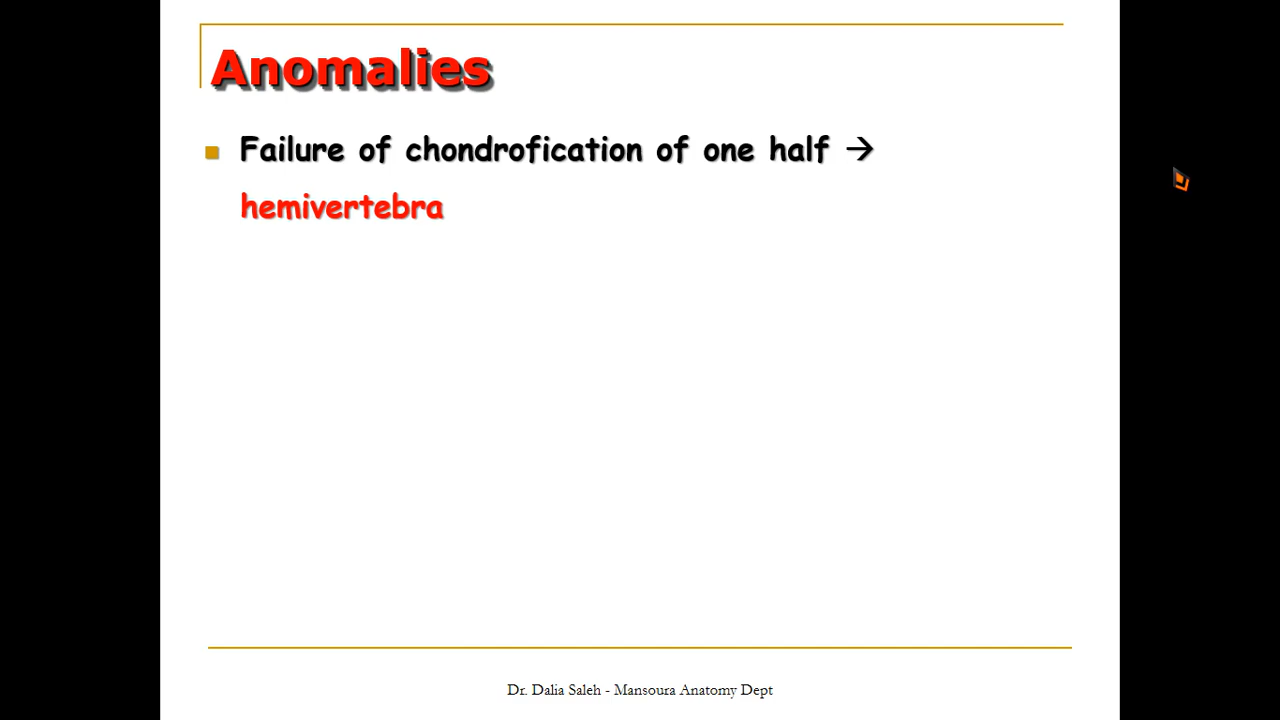 Anomalies
Failure of chondrofication of one half →
hemivertebra
Dr. Dalia Saleh - Mansoura Anatomy Dept